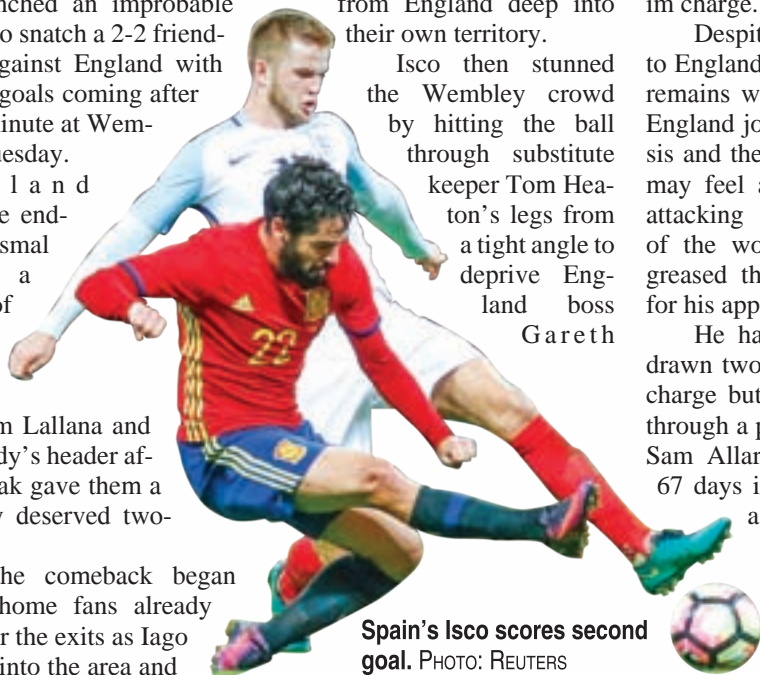 nched an improbable
o snatch a 2-2 friend-
gainst England with
goals coming after
inute at Wem-
uesday.
land
e end-
smal
a
of
m Lallana and
dy's header af-
ak gave them a
y deserved two-
he comeback began
home fans already
r the exits as Iago
into the area and
from England deep into
their own territory.
Isco then stunned
the Wembley crowd
by hitting the ball
through substitute
keeper Tom Hea-
ton's legs from
a tight angle to
deprive Eng-
land boss
Gareth
22
Spain's Isco scores second
goal. PHOTO: REUTERS
im charge.
Despit
to England
remains w
England jo
sis and the
may feel a
attacking
of the wo
greased th
for his app
He ha
drawn two
charge but
through a p
Sam Allar
67 days i
a